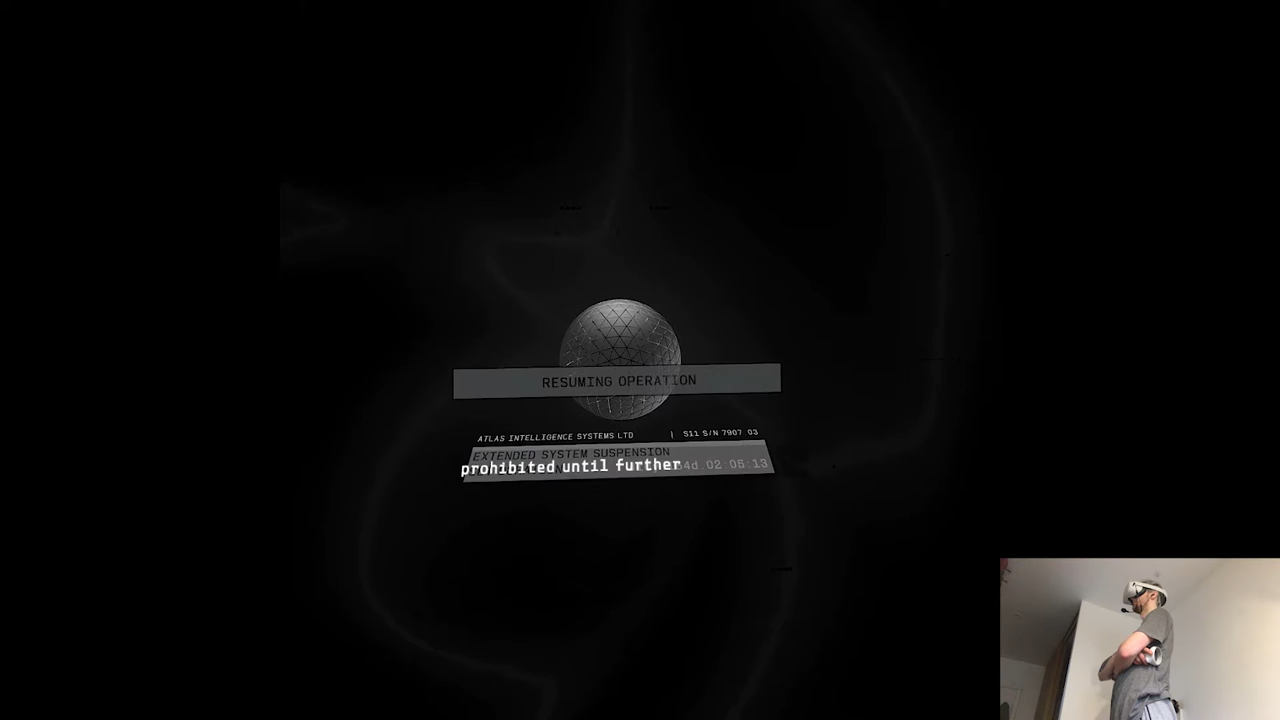 RESUMING OPERATION
ATLAS INTELLIGENCE SYSTEMS LTD | S11 S/N 7907 03
EXTENDED SYSTEM SUSPENSION
prohibited until further
4d.02:06:13